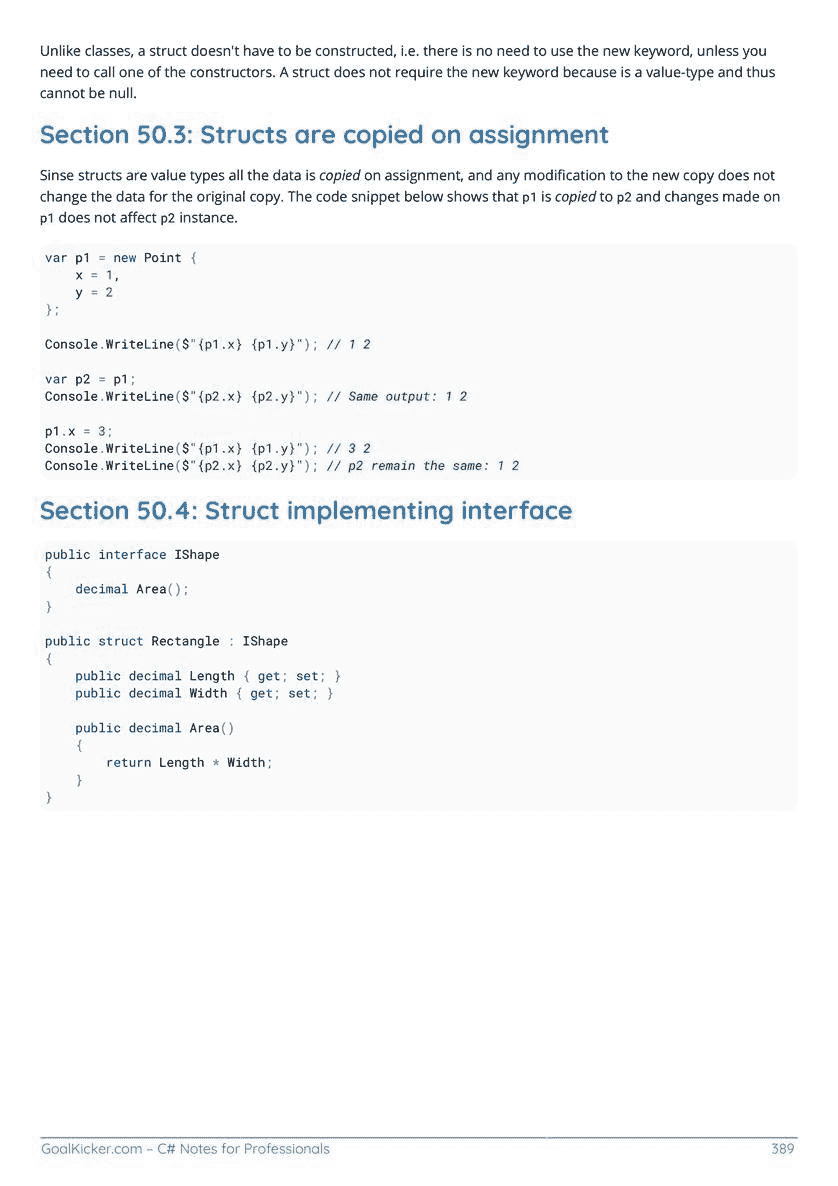 Unlike classes, a struct doesn't have to be constructed, i.e. there is no need to use the new keyword, unless you
need to call one of the constructors. A struct does not require the new keyword because is a value-type and thus
cannot be null.
Section 50.3: Structs are copied on assignment
Sinse structs are value types all the data is copied on assignment, and any modification to the new copy does not
change the data for the original copy. The code snippet below shows that p1 is copied to p2 and changes made on
p1 does not affect p2 instance.
var p1 = new Point {
    x = 1,
    y = 2
};
Console.WriteLine($"{p1.x} {p1.y}"); // 1 2
var p2 = p1;
Console.WriteLine($"{p2.x} {p2.y}"); // Same output: 1 2
p1.x = 3;
Console.WriteLine($"{p1.x} {p1.y}"); // 3 2
Console.WriteLine($"{p2.x} {p2.y}"); // p2 remain the same: 1 2
Section 50.4: Struct implementing interface
public interface IShape
{
    decimal Area();
}
public struct Rectangle : IShape
{
    public decimal Length { get; set; }
    public decimal Width { get; set; }
    public decimal Area()
    {
        return Length * Width;
    }
}
GoalKicker.com – C# Notes for Professionals 389